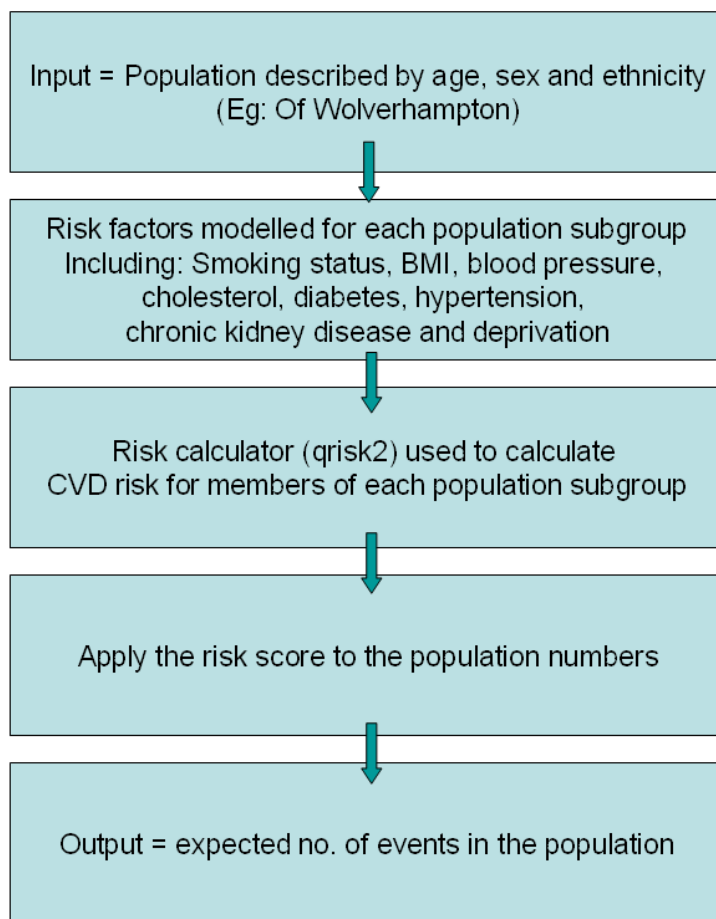 Input = Population described by age, sex and ethnicity
(Eg: Of Wolverhampton)
Risk factors modelled for each population subgroup
Including: Smoking status, BMI, blood pressure,
cholesterol, diabetes, hypertension,
chronic kidney disease and deprivation
Risk calculator (qrisk2) used to calculate
CVD risk for members of each population subgroup
Apply the risk score to the population numbers
Output = expected no. of events in the population